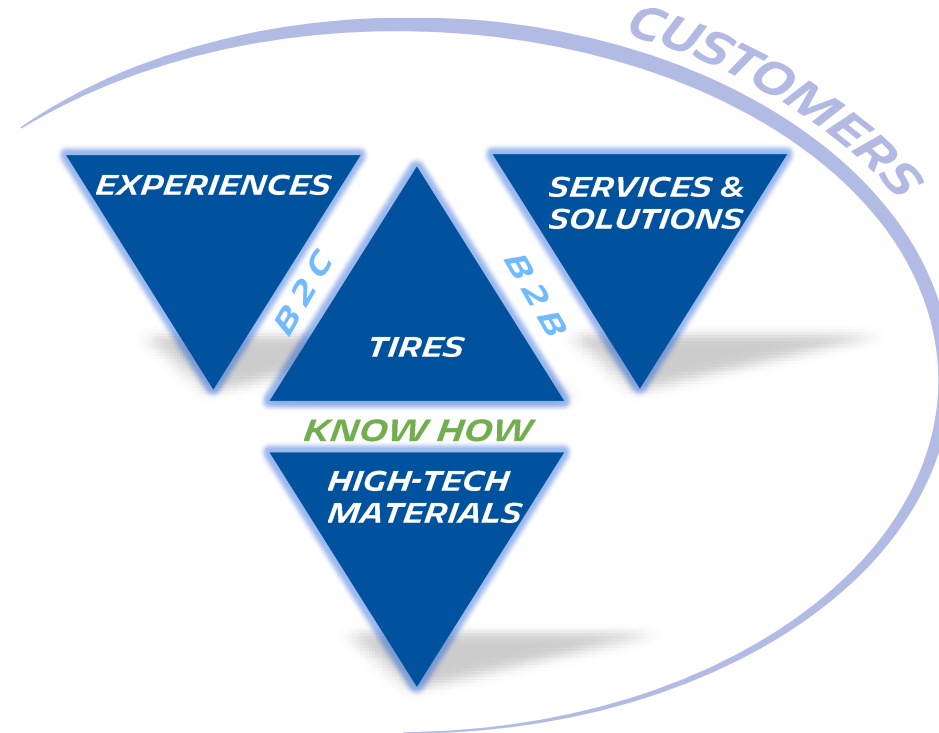 CUSTOMERS
EXPERIENCES
SERVICES &
SOLUTIONS
B2C
B2B
TIRES
KNOW HOW
HIGH-TECH
MATERIALS